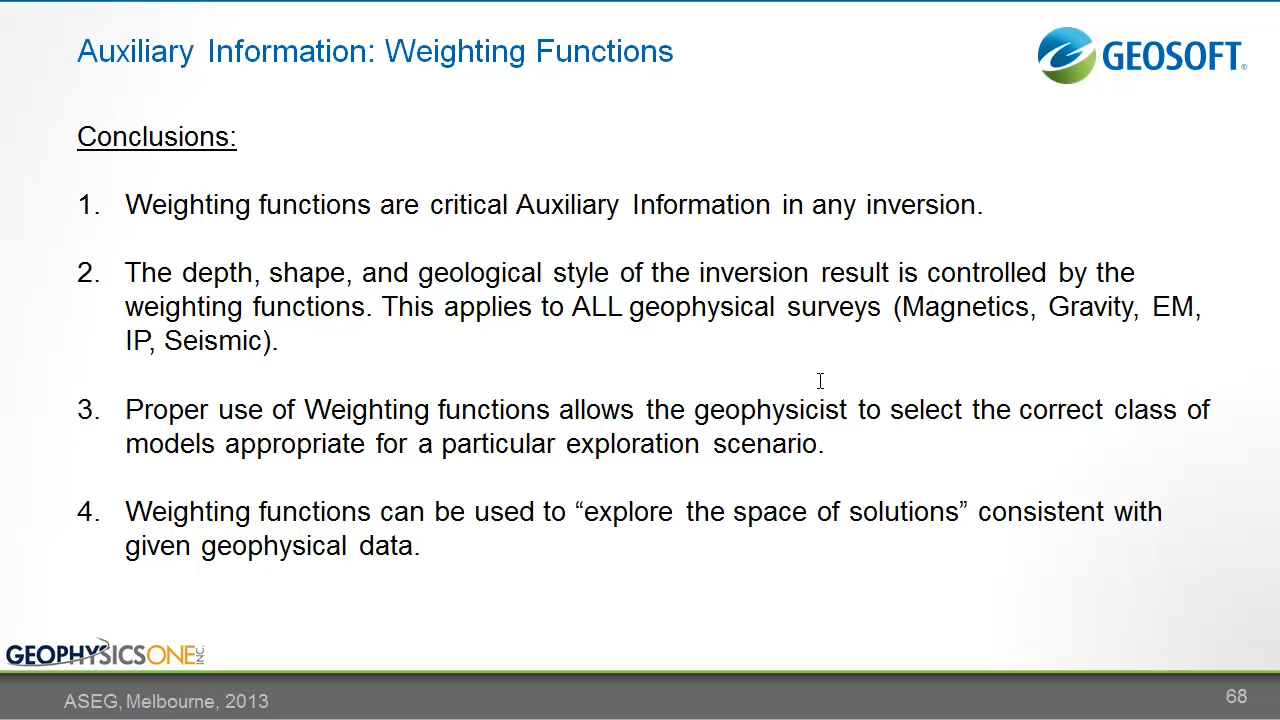 Auxiliary Information: Weighting Functions
GEOSOFT®
Conclusions:
1. Weighting functions are critical Auxiliary Information in any inversion.
2. The depth, shape, and geological style of the inversion result is controlled by the
weighting functions. This applies to ALL geophysical surveys (Magnetics, Gravity, EM,
IP, Seismic).
3. Proper use of Weighting functions allows the geophysicist to select the correct class of
models appropriate for a particular exploration scenario.
4. Weighting functions can be used to “explore the space of solutions” consistent with
given geophysical data.
GEOPHYSICSONE INC.
ASEG, Melbourne, 2013
68